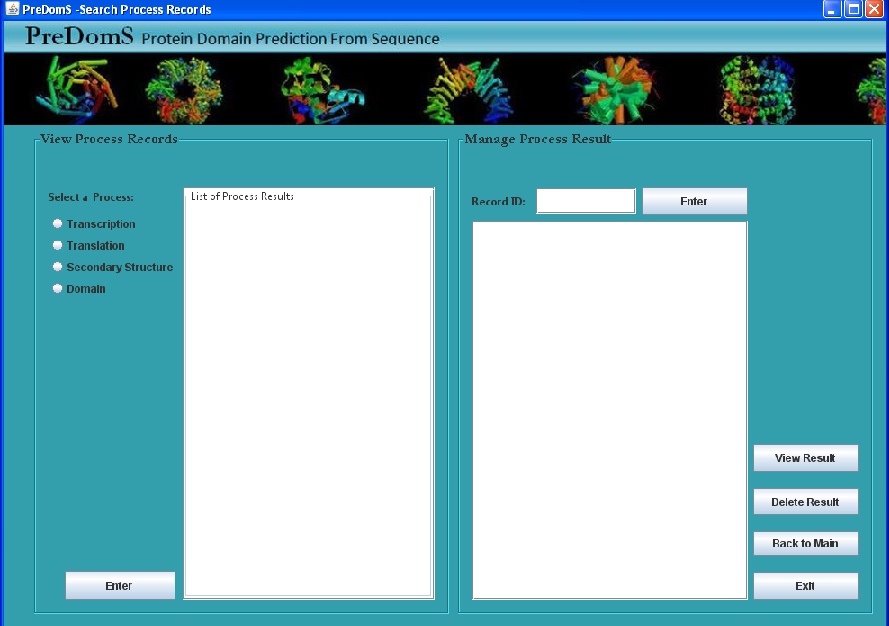 PreDomS -Search Process Records
PreDomS Protein Domain Prediction From Sequence
View Process Records
Select a Process:
Transcription
Translation
Secondary Structure
Domain
List of Process Results
Enter
Manage Process Result
Record ID:
Enter
View Result
Delete Result
Back to Main
Exit